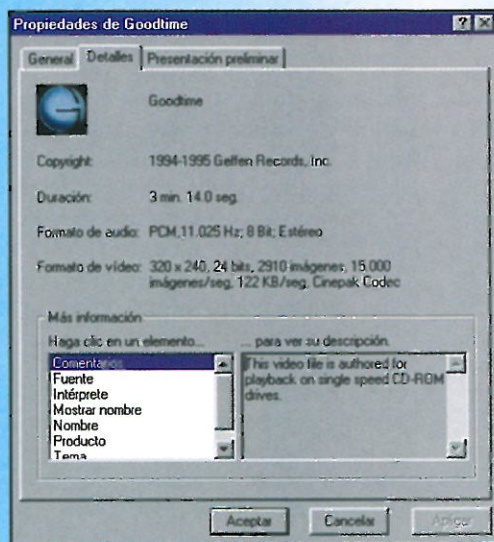 Propiedades de Goodtime
General Detalles Presentación preliminar
Goodtime
Copyright: 1994-1995 Geffen Records, Inc.
Duración: 3 min. 14.0 seg.
Formato de audio: PCM,11.025 Hz; 8 Bit; Estéreo
Formato de vídeo: 320 x 240, 24 bits, 2910 imágenes, 15.000
imágenes/seg, 122 KB/seg, Cinepak Codec
Más información
Haga clic en un elemento... ... para ver su descripción.
Comentarios
Fuente
Intérprete
Mostrar nombre
Nombre
Producto
Tema
This video file is authored for
playback on single speed CD-ROM
drives.
Aceptar Cancelar Aplicar